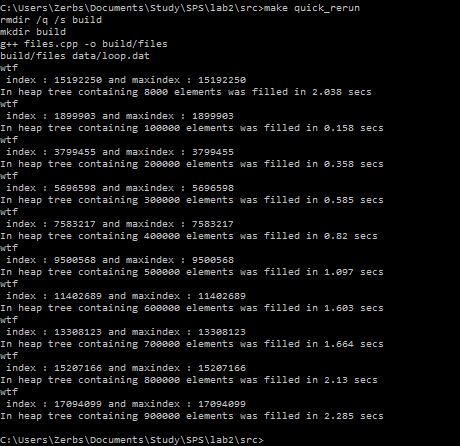 C:\Users\Zerbs\Documents\Study\SPS\lab2\src>make quick_rerun
rmdir /q /s build
mkdir build
g++ files.cpp -o build/files
build/files data/loop.dat
wtf
 index : 15192250 and maxindex : 15192250
In heap tree containing 8000 elements was filled in 2.038 secs
wtf
 index : 1899903 and maxindex : 1899903
In heap tree containing 100000 elements was filled in 0.158 secs
wtf
 index : 3799455 and maxindex : 3799455
In heap tree containing 200000 elements was filled in 0.358 secs
wtf
 index : 5696598 and maxindex : 5696598
In heap tree containing 300000 elements was filled in 0.585 secs
wtf
 index : 7583217 and maxindex : 7583217
In heap tree containing 400000 elements was filled in 0.82 secs
wtf
 index : 9500568 and maxindex : 9500568
In heap tree containing 500000 elements was filled in 1.097 secs
wtf
 index : 11402689 and maxindex : 11402689
In heap tree containing 600000 elements was filled in 1.603 secs
wtf
 index : 13308123 and maxindex : 13308123
In heap tree containing 700000 elements was filled in 1.664 secs
wtf
 index : 15207166 and maxindex : 15207166
In heap tree containing 800000 elements was filled in 2.13 secs
wtf
 index : 17094099 and maxindex : 17094099
In heap tree containing 900000 elements was filled in 2.285 secs
C:\Users\Zerbs\Documents\Study\SPS\lab2\src>